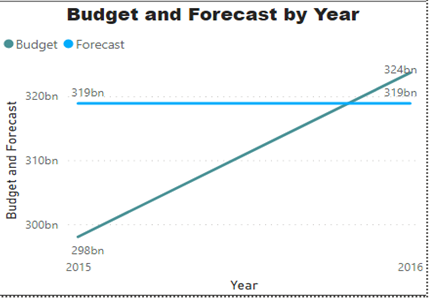 Budget and Forecast by Year
Budget Forecast
324bn
319bn 319bn
320bn
310bn
300bn
298bn
2015 2016
Year
Budget and Forecast